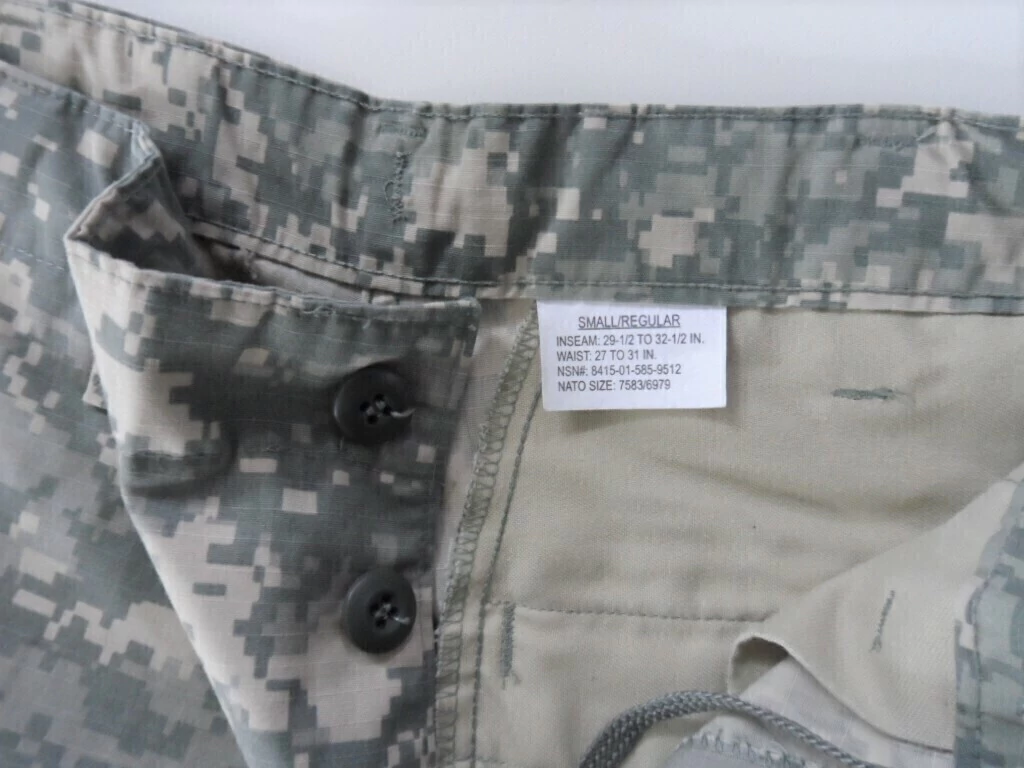 SMALL/REGULAR
INSEAM: 29-1/2 TO 32-1/2 IN.
WAIST: 27 TO 31 IN.
NSN#: 8415-01-585-9512
NATO SIZE: 7583/6979